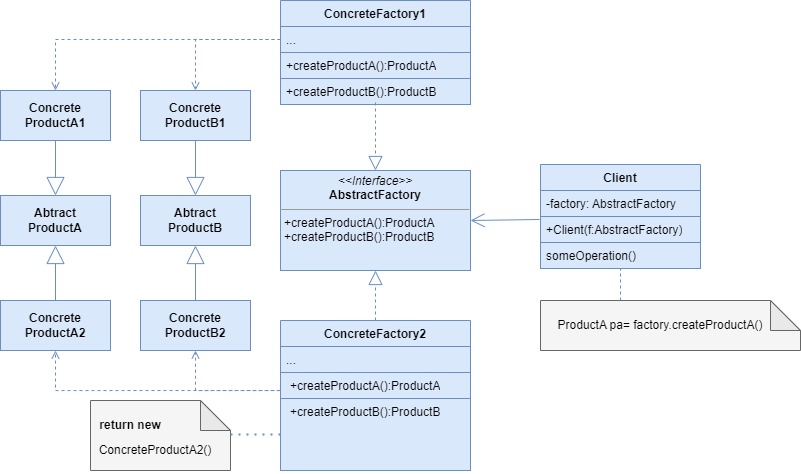 ConcreteFactory1
...
+createProductA():ProductA
+createProductB():ProductB
Concrete
ProductA1
Concrete
ProductB1
<<Interface>>
AbstractFactory
+createProductA():ProductA
+createProductB():ProductB
Client
-factory: AbstractFactory
+Client(f:AbstractFactory)
someOperation()
Abtract
ProductA
Abtract
ProductB
Concrete
ProductA2
Concrete
ProductB2
ProductA pa= factory.createProductA()
ConcreteFactory2
...
+createProductA():ProductA
+createProductB():ProductB
return new
ConcreteProductA2()